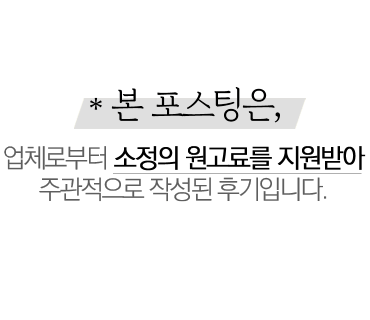 * 본 포스팅은,
업체로부터 소정의 원고료를 지원받아
주관적으로 작성된 후기입니다.